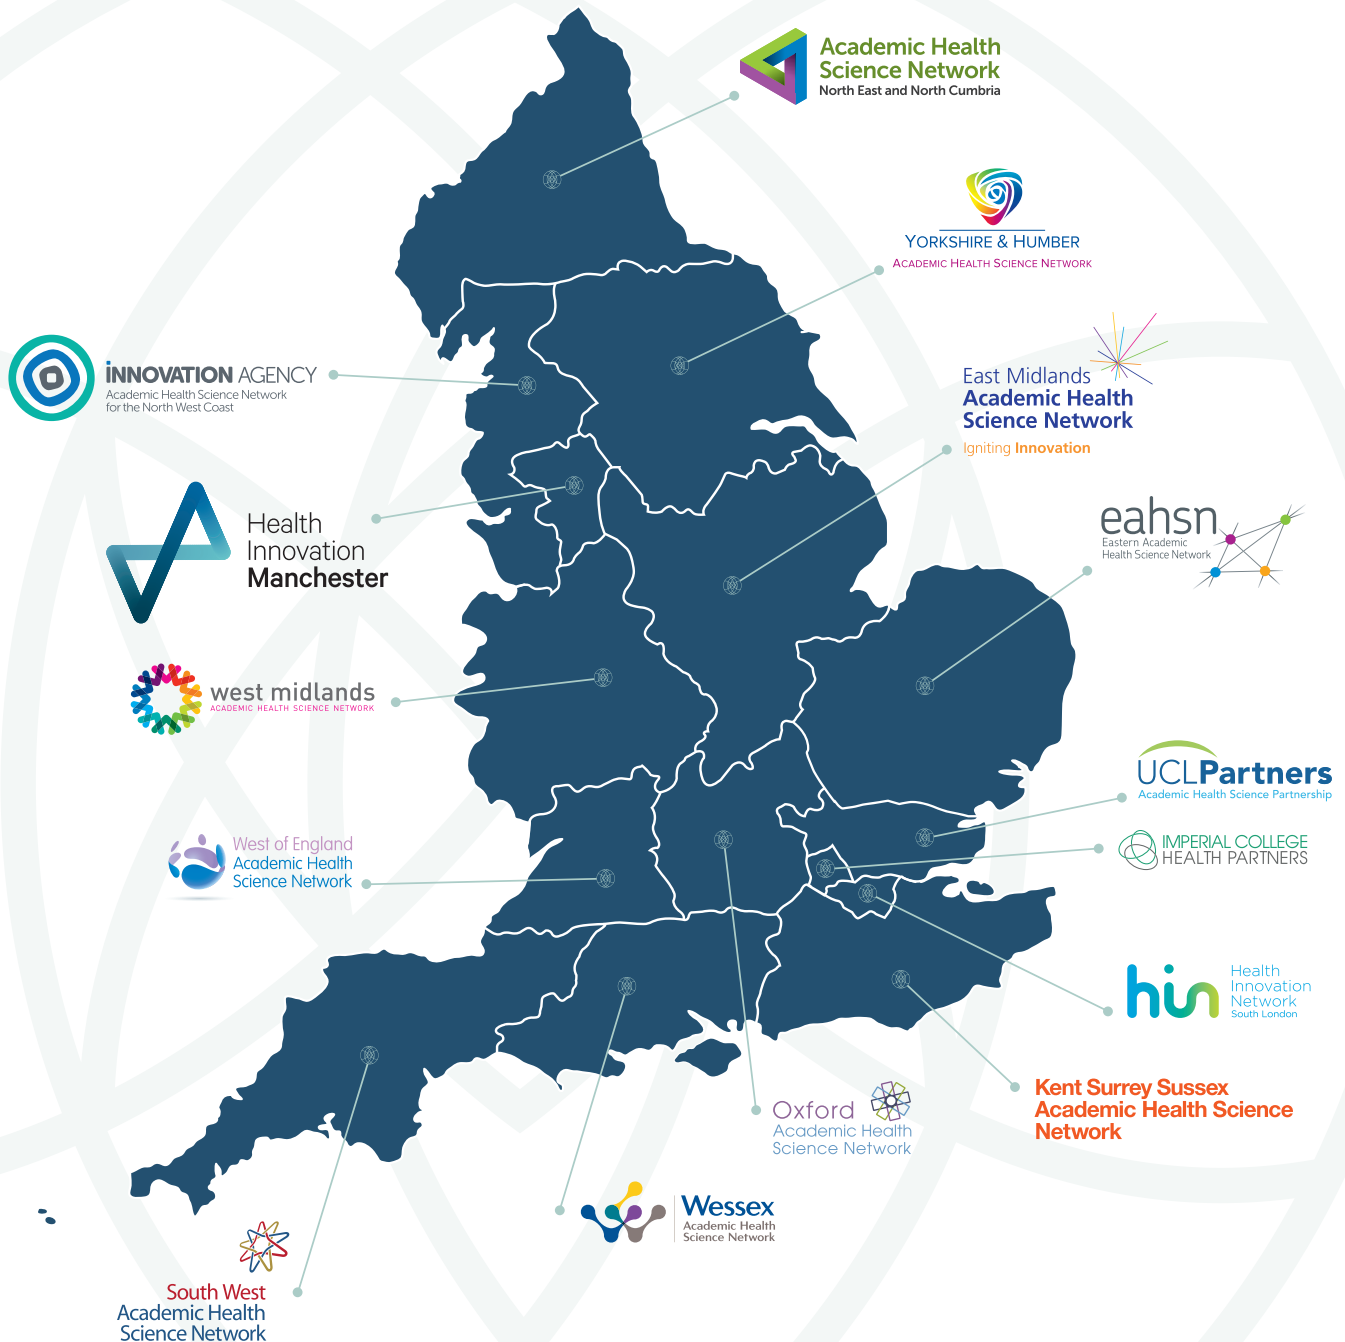 Academic Health
Science Network
North East and North Cumbria
YORKSHIRE & HUMBER
ACADEMIC HEALTH SCIENCE NETWORK
iNNOVATION AGENCY
Academic Health Science Network
for the North West Coast
East Midlands
Academic Health
Science Network
Igniting Innovation
Health
Innovation
Manchester
eahsn
Eastern Academic
Health Science Network
west midlands
ACADEMIC HEALTH SCIENCE NETWORK
UCLPartners
Academic Health Science Partnership
West of England
Academic Health
Science Network
IMPERIAL COLLEGE
HEALTH PARTNERS
hin
Health
Innovation
Network
South London
Kent Surrey Sussex
Academic Health Science
Network
Oxford
Academic Health
Science Network
Wessex
Academic Health
Science Network
South West
Academic Health
Science Network